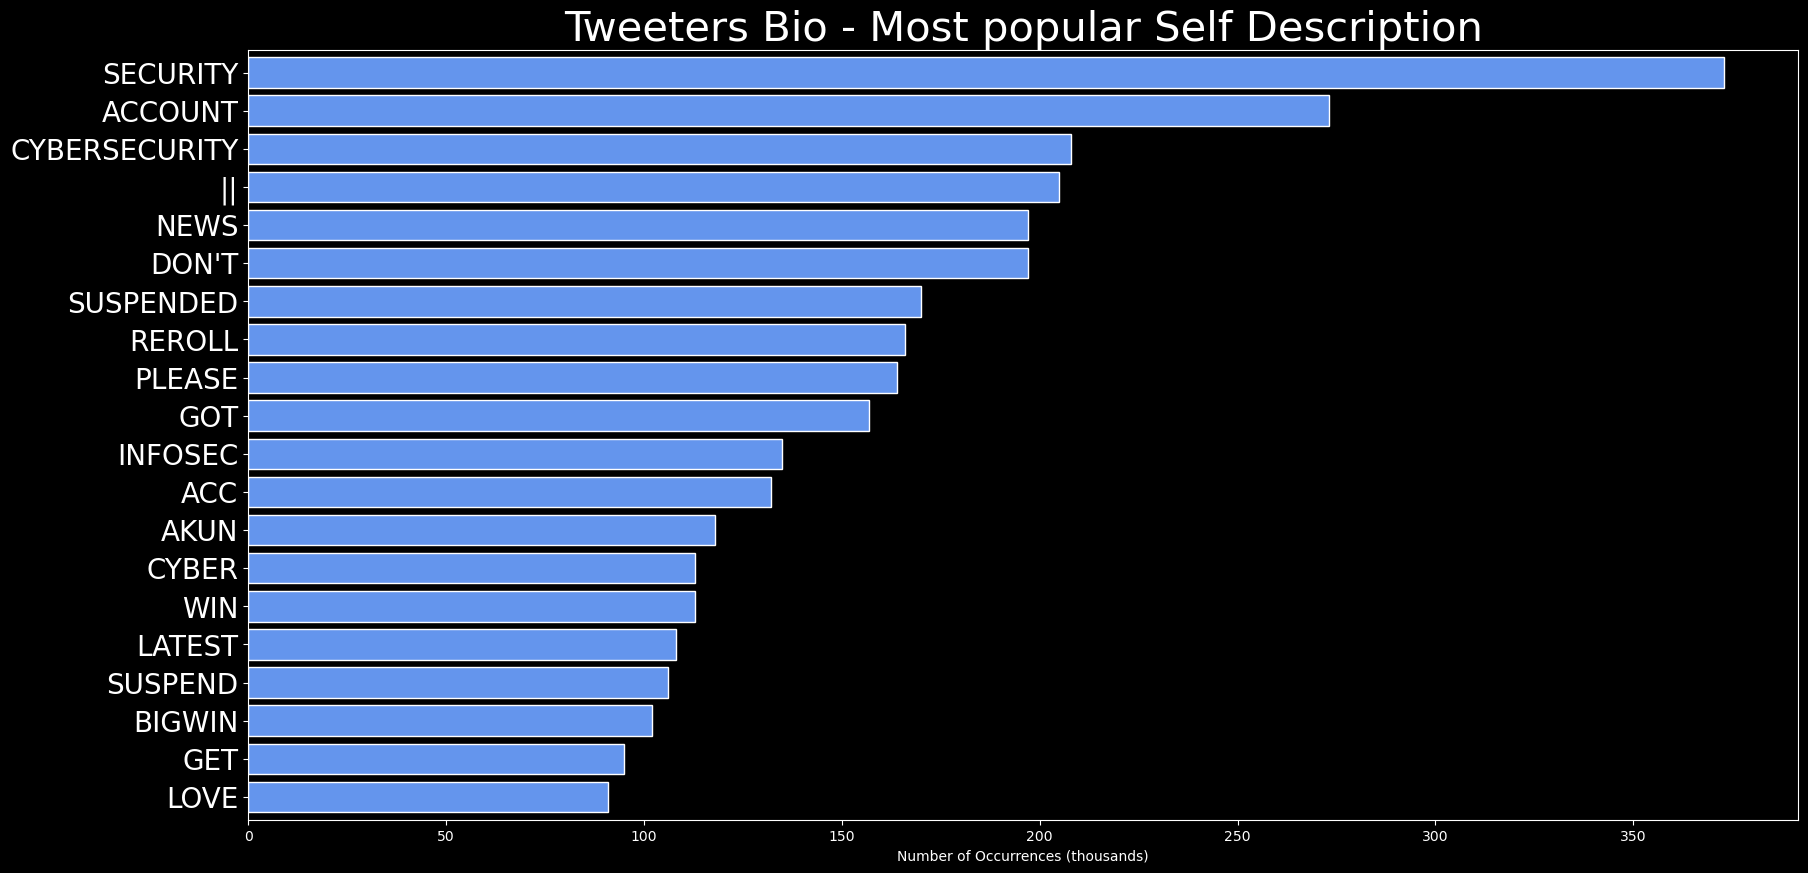 Tweeters Bio - Most popular Self Description
SECURITY
ACCOUNT
CYBERSECURITY
||
NEWS
DON'T
SUSPENDED
REROLL
PLEASE
GOT
INFOSEC
ACC
AKUN
CYBER
WIN
LATEST
SUSPEND
BIGWIN
GET
LOVE
0 50 100 150 200 250 300 350
Number of Occurrences (thousands)